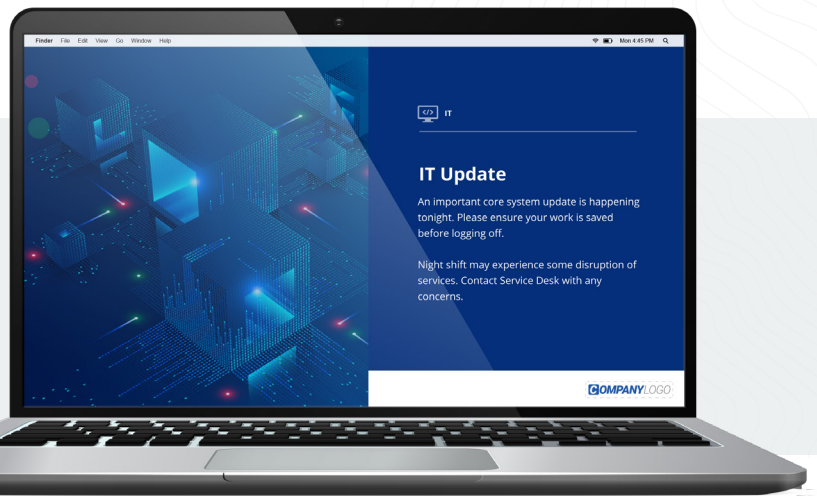 Finder File Edit View Go Window Help
Mon 4:45 PM
IT
IT Update
An important core system update is happening
tonight. Please ensure your work is saved
before logging off.
Night shift may experience some disruption of
services. Contact Service Desk with any
concerns.
COMPANYLOGO